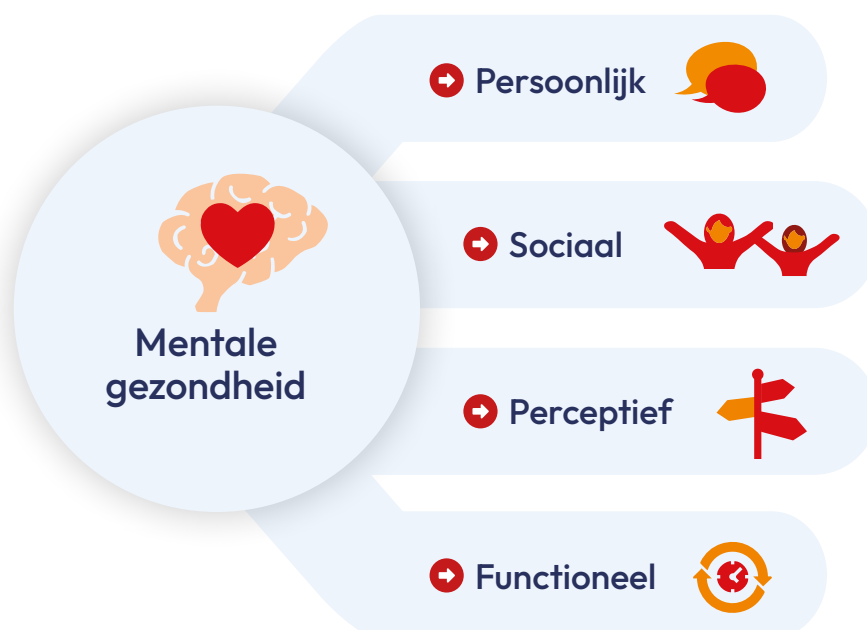 Persoonlijk
Sociaal
Mentale
gezondheid
Perceptief
Functioneel